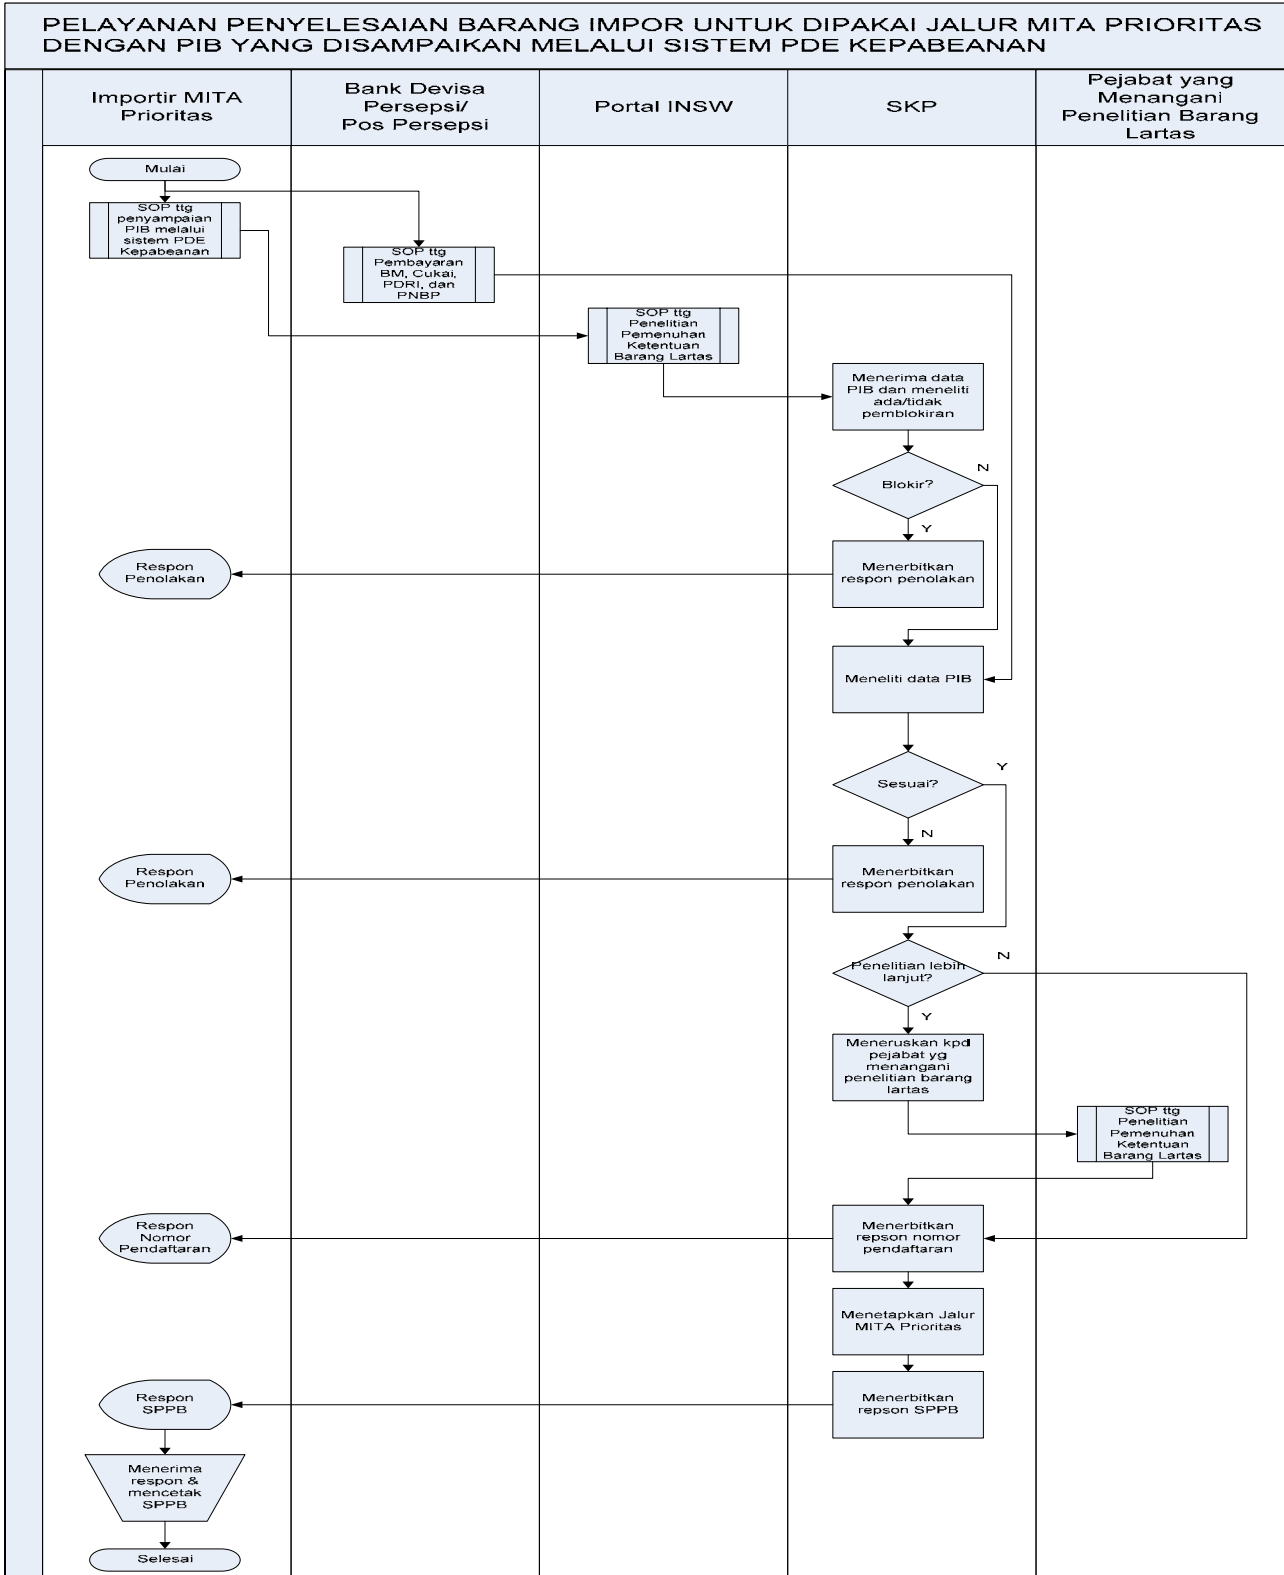 PELAYANAN PENYELESAIAN BARANG IMPOR UNTUK DIPAKAI JALUR MITA PRIORITAS
DENGAN PIB YANG DISAMPAIKAN MELALUI SISTEM PDE KEPABEANAN
Importir MITA
Prioritas
Bank Devisa
Persepsi/
Pos Persepsi
Portal INSW
SKP
Pejabat yang
Menangani
Penelitian Barang
Lartas
Mulai
SOP ttg
penyampaian
PIB melalui
sistem PDE
Kepabeanan
SOP ttg
Pembayaran
BM, Cukai,
PDRI, dan
PNBP
SOP ttg
Penelitian
Pemenuhan
Ketentuan
Barang Lartas
Menerima data
PIB dan meneliti
ada/tidak
pemblokiran
Blokir?
N
Y
Menerbitkan
respon penolakan
Respon
Penolakan
Meneliti data PIB
Sesuai?
Y
N
Menerbitkan
respon penolakan
Respon
Penolakan
Penelitian lebih
lanjut?
N
Y
Meneruskan kpd
pejabat yg
menangani
penelitian barang
lartas
SOP ttg
Penelitian
Pemenuhan
Ketentuan
Barang Lartas
Menerbitkan
repson nomor
pendaftaran
Respon
Nomor
Pendaftaran
Menetapkan Jalur
MITA Prioritas
Menerbitkan
repson SPPB
Respon
SPPB
Menerima
respon &
mencetak
SPPB
Selesai